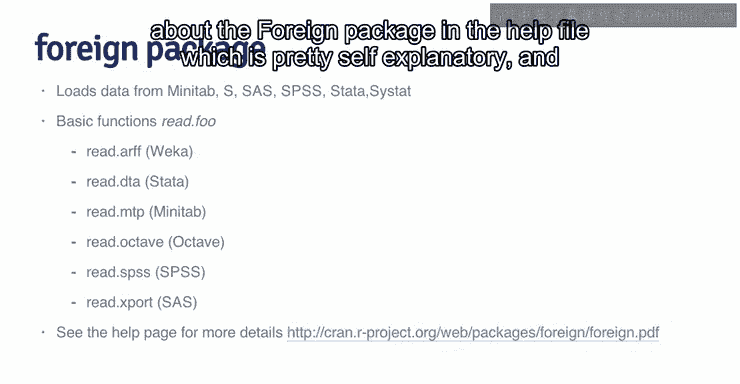 about the Foreign package in the help file
which is pretty self explanatory, and
foreign package
· Loads data from Minitab, S, SAS, SPSS, Stata,Systat
· Basic functions read.foo
- read.arff (Weka)
- read.dta (Stata)
- read.mtp (Minitab)
- read.octave (Octave)
- read.spss (SPSS)
- read.xport (SAS)
· See the help page for more details http://cran.r-project.org/web/packages/foreign/foreign.pdf